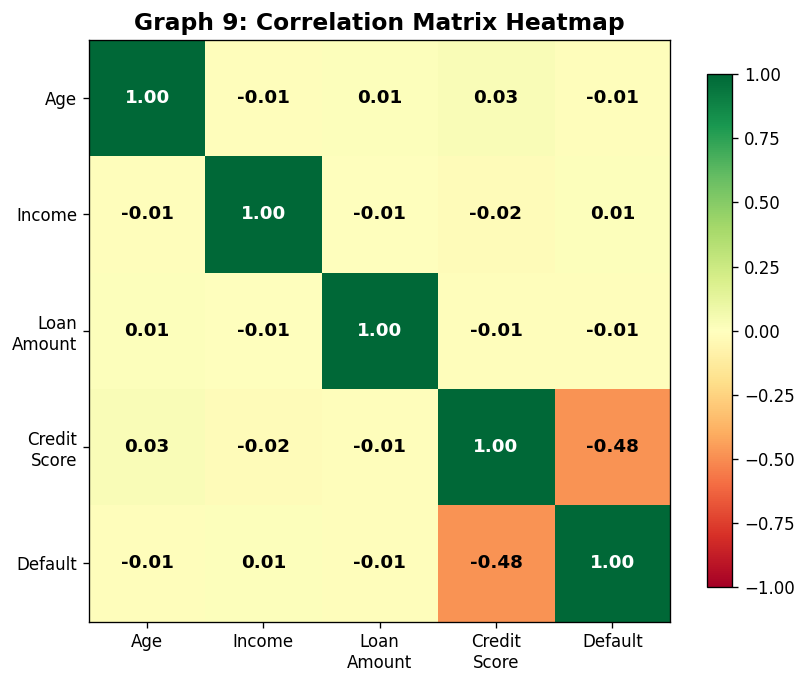 Graph 9: Correlation Matrix Heatmap
Age
1.00 -0.01 0.01 0.03 -0.01
Income
-0.01 1.00 -0.01 -0.02 0.01
Loan
Amount
0.01 -0.01 1.00 -0.01 -0.01
Credit
Score
0.03 -0.02 -0.01 1.00 -0.48
Default
-0.01 0.01 -0.01 -0.48 1.00
Age
Income
Loan
Amount
Credit
Score
Default
1.00
0.75
0.50
0.25
0.00
−0.25
−0.50
−0.75
−1.00